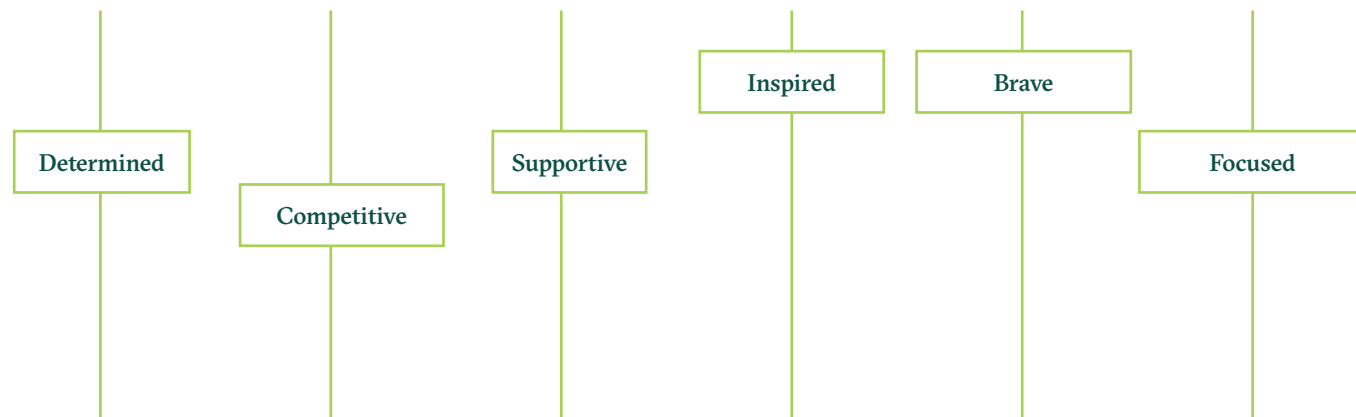 Determined
Competitive
Supportive
Inspired
Brave
Focused